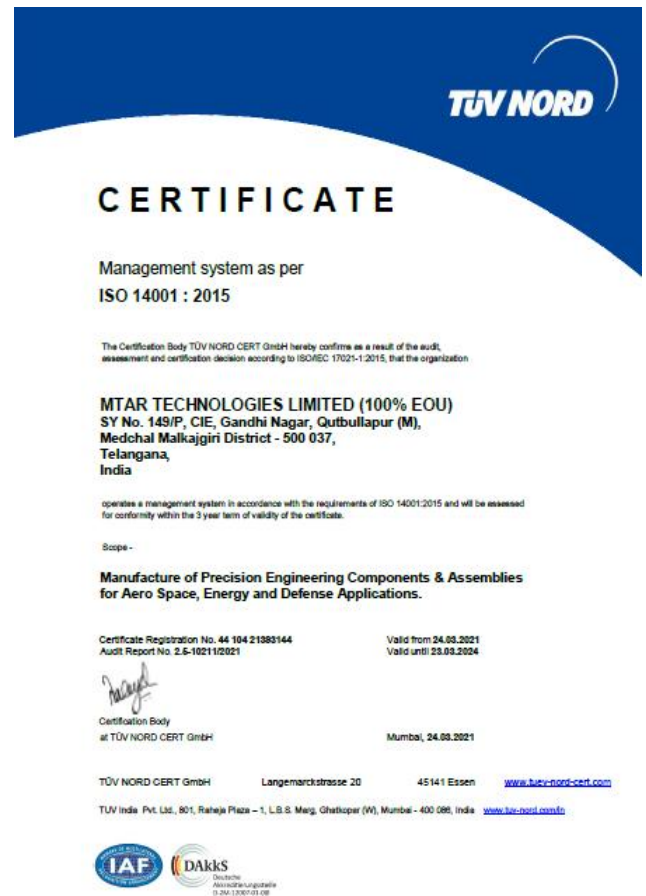 TÜV NORD
CERTIFICATE
Management system as per
ISO 14001 : 2015
The Certification Body TÜV NORD CERT GmbH hereby confirms as a result of the audit,
assessment and certification decision according to ISO/IEC 17021-1:2015, that the organization
MTAR TECHNOLOGIES LIMITED (100% EOU)
SY No. 149/P, CIE, Gandhi Nagar, Qutbullapur (M),
Medchal Malkajgiri District - 500 037,
Telangana,
India
operates a management system in accordance with the requirements of ISO 14001:2015 and will be assessed
for conformity within the 3 year term of validity of the certificate.
Scope -
Manufacture of Precision Engineering Components & Assemblies
for Aero Space, Energy and Defense Applications.
Certificate Registration No. 44 104 21383144 Valid from 24.03.2021
Audit Report No. 2.5-10211/2021 Valid until 23.03.2024
Certification Body
at TÜV NORD CERT GmbH Mumbai, 24.03.2021
TÜV NORD CERT GmbH Langemarckstrasse 20 45141 Essen www.tuev-nord-cert.com
TUV India Pvt. Ltd., 801, Raheja Plaza – 1, L.B.S. Marg, Ghatkopar (W), Mumbai - 400 086, India www.tuv-nord.com/in
IAF
DAkkS
Deutsche
Akkreditierungsstelle
D-ZM-12007-01-00